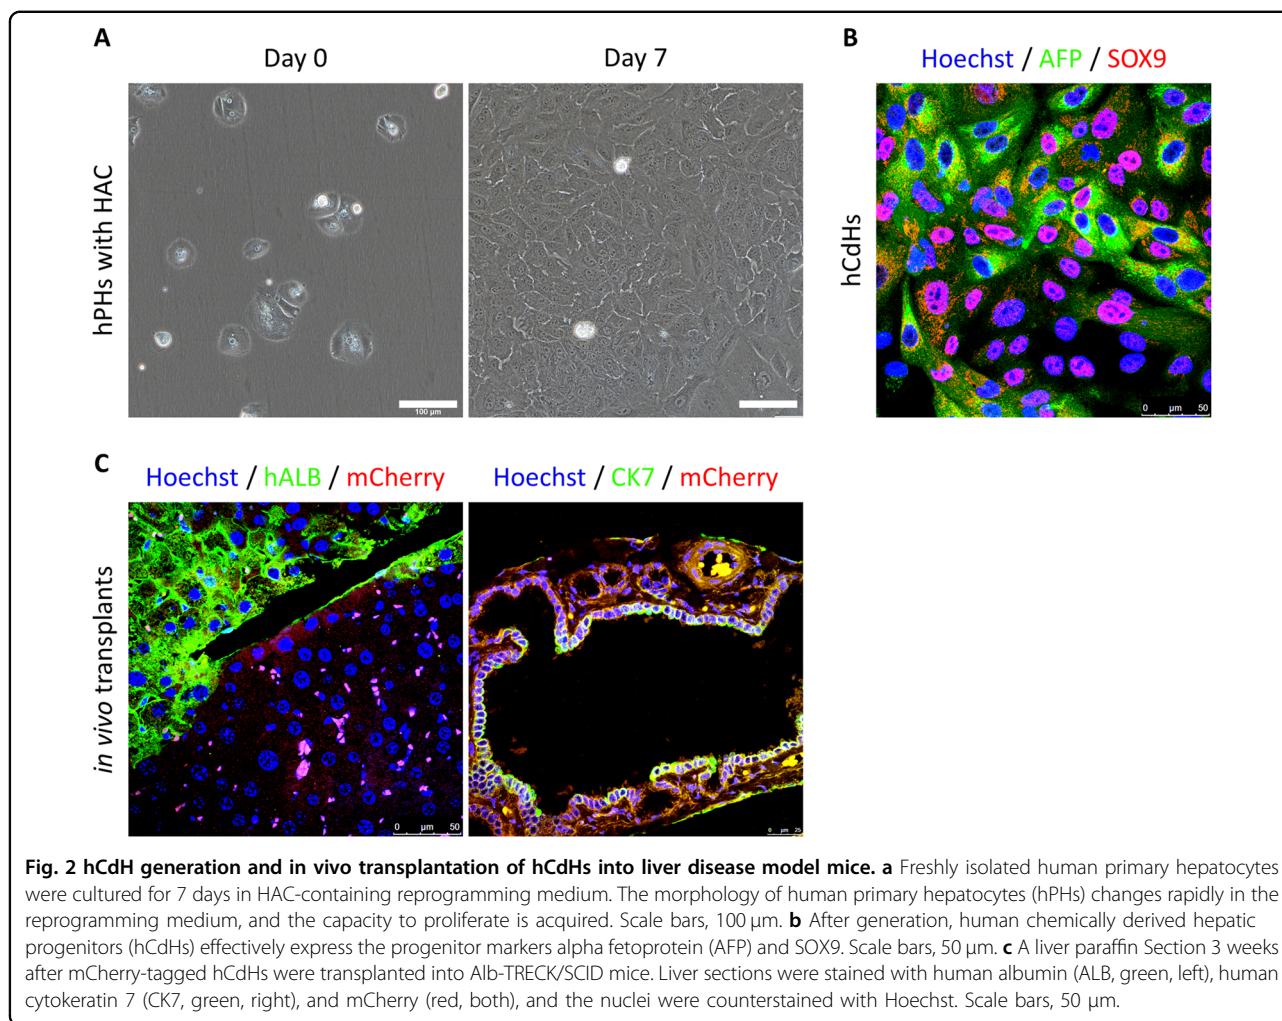 A
Day 0
Day 7
hPHs with HAC
100 µm
B
Hoechst / AFP / SOX9
hCdHs
0 µm 50
C
Hoechst / hALB / mCherry
Hoechst / CK7 / mCherry
in vivo transplants
0 µm 50
0 µm 25
Fig. 2 hCdH generation and in vivo transplantation of hCdHs into liver disease model mice. a Freshly isolated human primary hepatocytes
were cultured for 7 days in HAC-containing reprogramming medium. The morphology of human primary hepatocytes (hPHs) changes rapidly in the
reprogramming medium, and the capacity to proliferate is acquired. Scale bars, 100 µm. b After generation, human chemically derived hepatic
progenitors (hCdHs) effectively express the progenitor markers alpha fetoprotein (AFP) and SOX9. Scale bars, 50 µm. c A liver paraffin Section 3 weeks
after mCherry-tagged hCdHs were transplanted into Alb-TRECK/SCID mice. Liver sections were stained with human albumin (ALB, green, left), human
cytokeratin 7 (CK7, green, right), and mCherry (red, both), and the nuclei were counterstained with Hoechst. Scale bars, 50 µm.